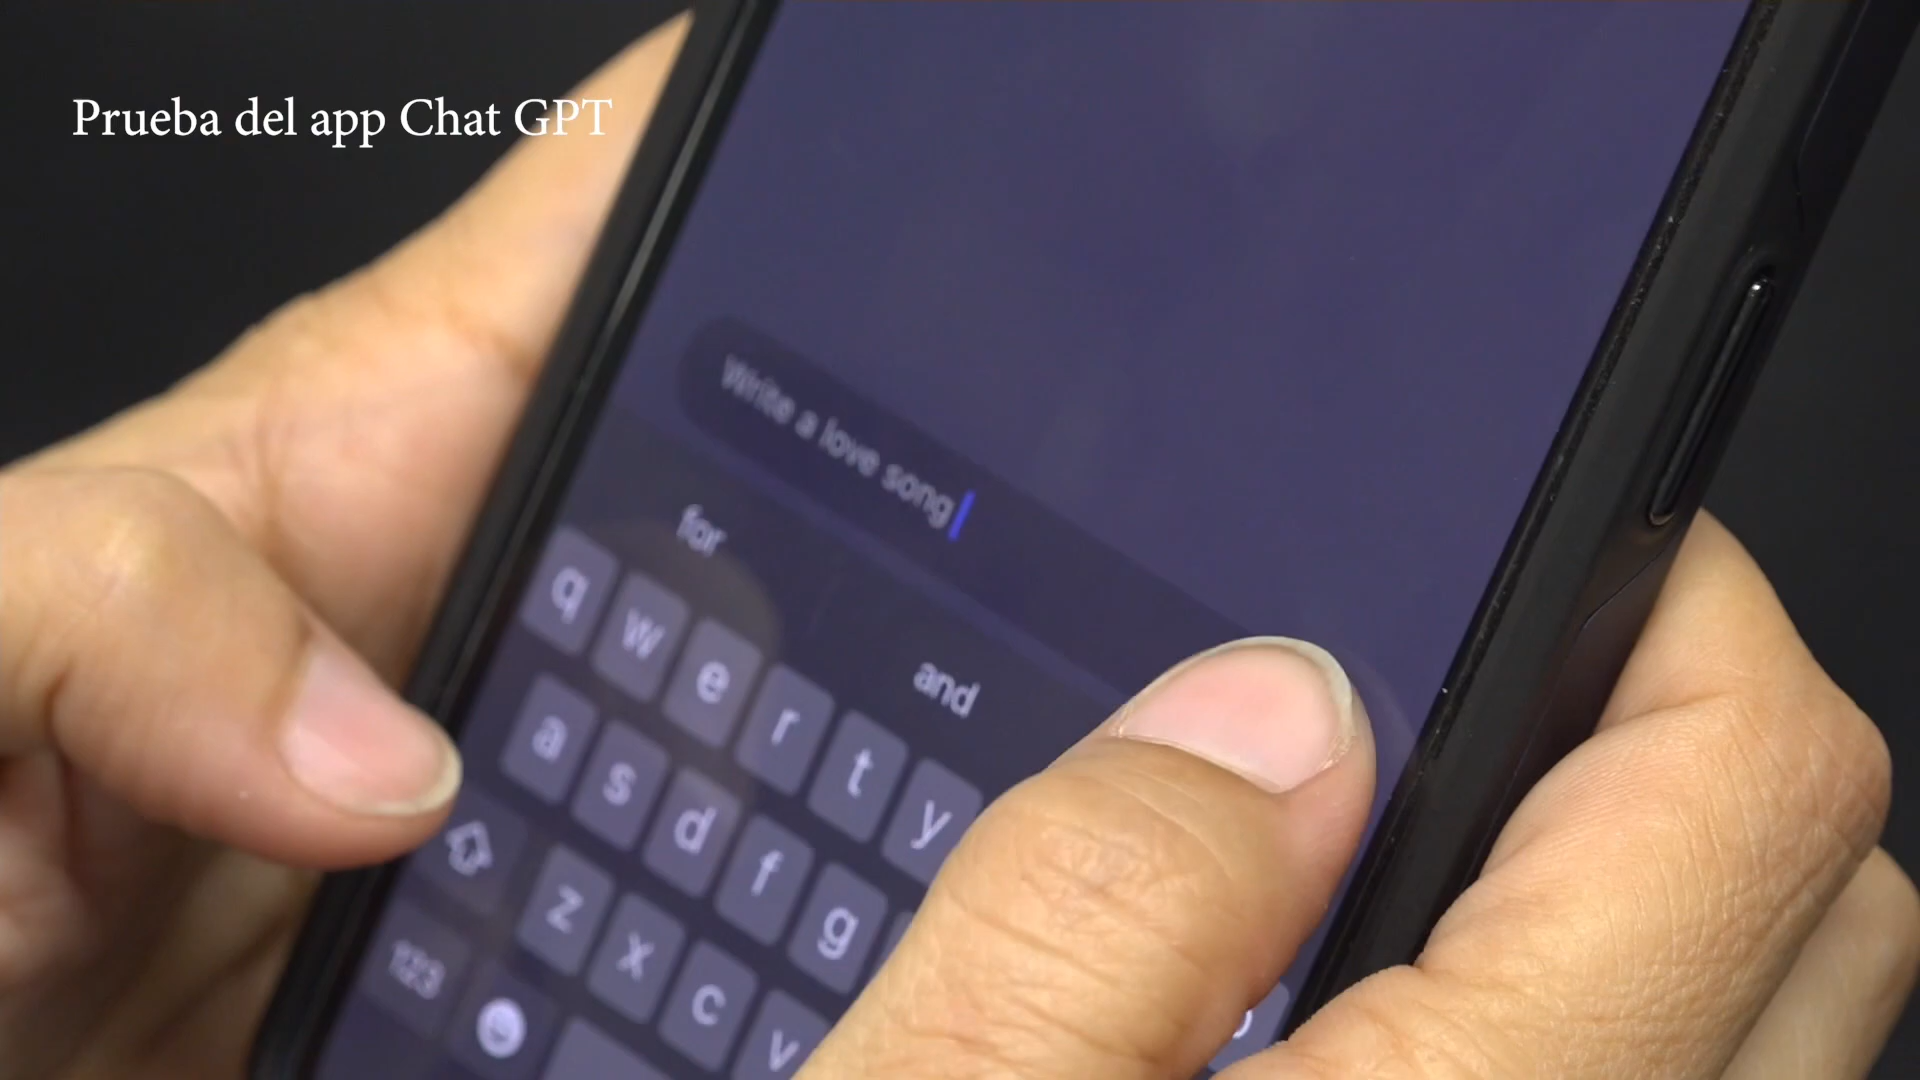 Prueba del app Chat GPT
Write a love song
for
and
q w e r t y
a s d f g
z x c v
123